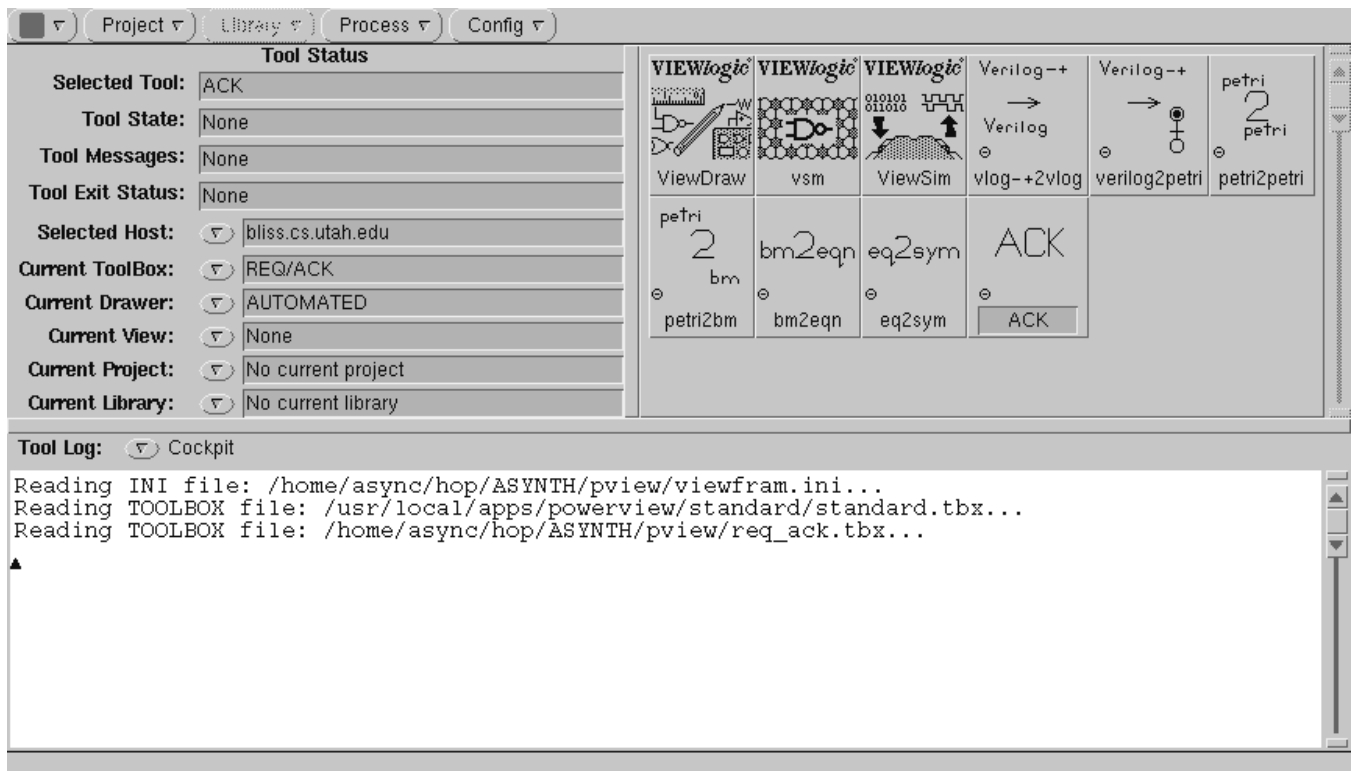 Project Library Process Config
Tool Status
Selected Tool: ACK
Tool State: None
Tool Messages: None
Tool Exit Status: None
Selected Host: bliss.cs.utah.edu
Current ToolBox: REQ/ACK
Current Drawer: AUTOMATED
Current View: None
Current Project: No current project
Current Library: No current library
VIEWlogic VIEWlogic VIEWlogic Verilog-+ Verilog-+ petri
010101
011010
2
Verilog petri
ViewDraw vsm ViewSim vlog-+2vlog verilog2petri petri2petri
petri
2 bm2eqn eq2sym ACK
bm
petri2bm bm2eqn eq2sym ACK
Tool Log: Cockpit
Reading INI file: /home/async/hop/ASYNTH/pview/viewfram.ini...
Reading TOOLBOX file: /usr/local/apps/powerview/standard/standard.tbx...
Reading TOOLBOX file: /home/async/hop/ASYNTH/pview/req_ack.tbx...